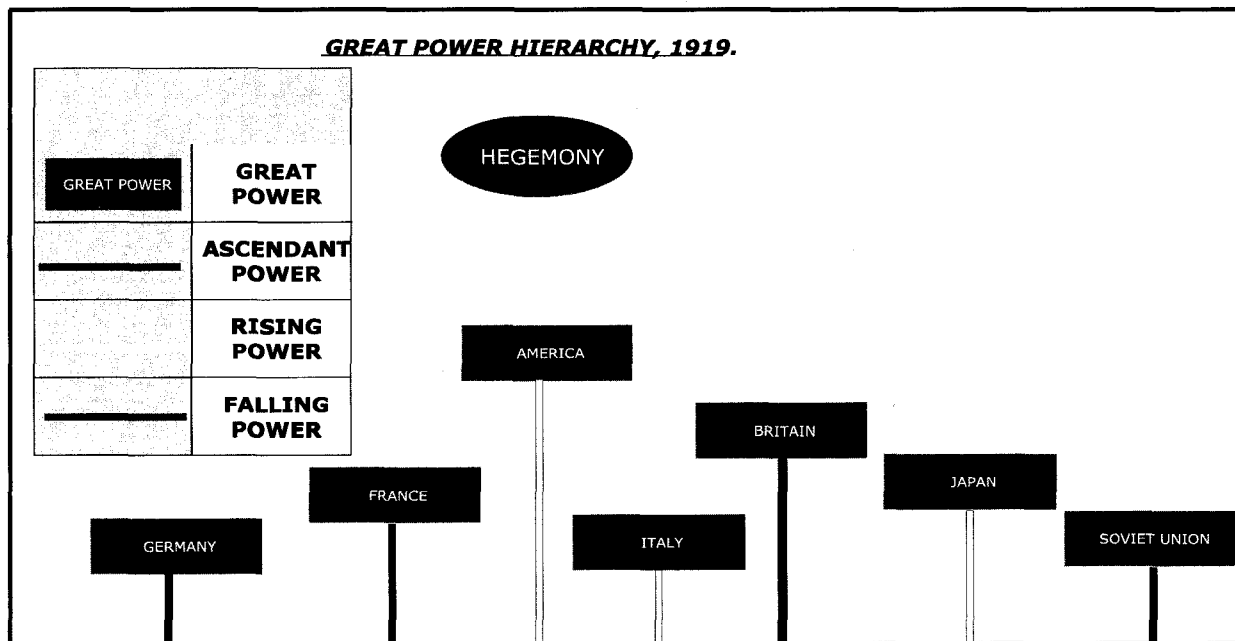 GREAT POWER HIERARCHY, 1919.
HEGEMONY
GREAT POWER
GREAT
POWER
ASCENDANT
POWER
RISING
POWER
FALLING
POWER
AMERICA
BRITAIN
JAPAN
FRANCE
ITALY
SOVIET UNION
GERMANY